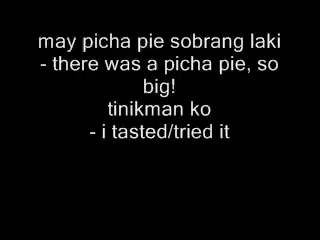 may picha pie sobrang laki
- there was a picha pie, so
big!
tinikman ko
- i tasted/tried it